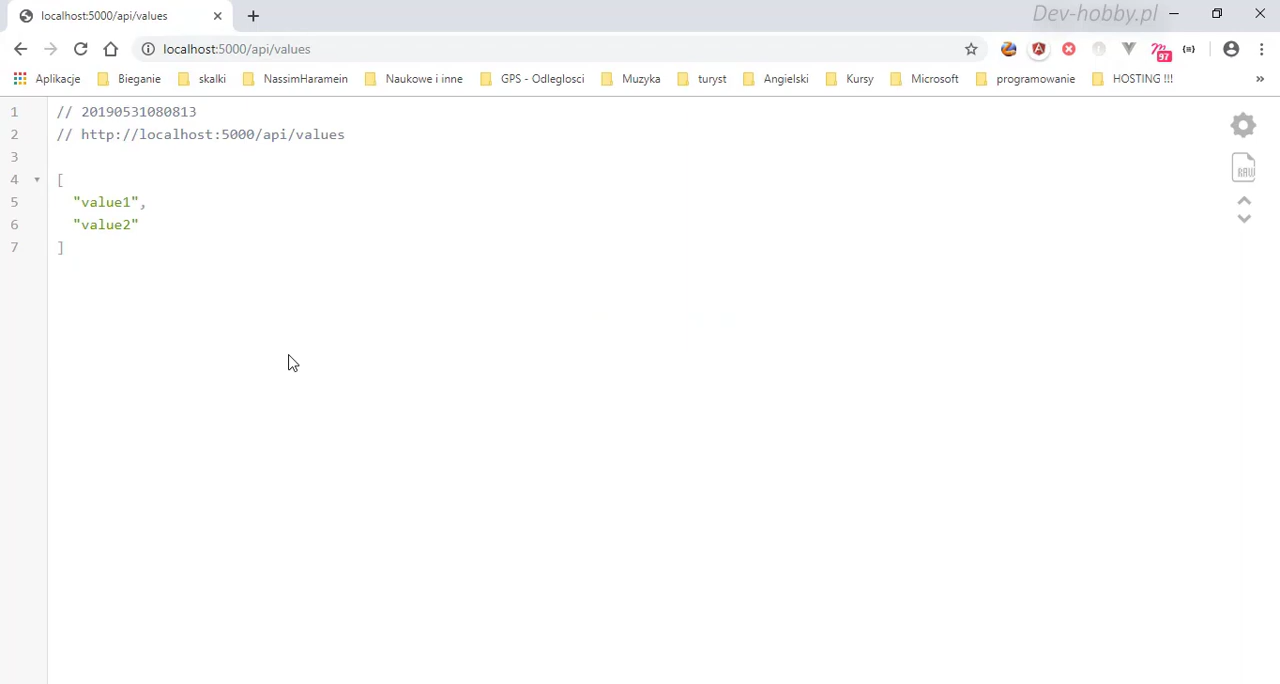 localhost:5000/api/values
Dev-hobby.pl
localhost:5000/api/values
97
Aplikacje
Bieganie
skalki
NassimHaramein
Naukowe i inne
GPS - Odleglosci
Muzyka
turyst
Angielski
Kursy
Microsoft
programowanie
HOSTING !!!
»
1 // 20190531080813
2 // http://localhost:5000/api/values
3
4 [
5 "value1",
6 "value2"
7 ]
RAW